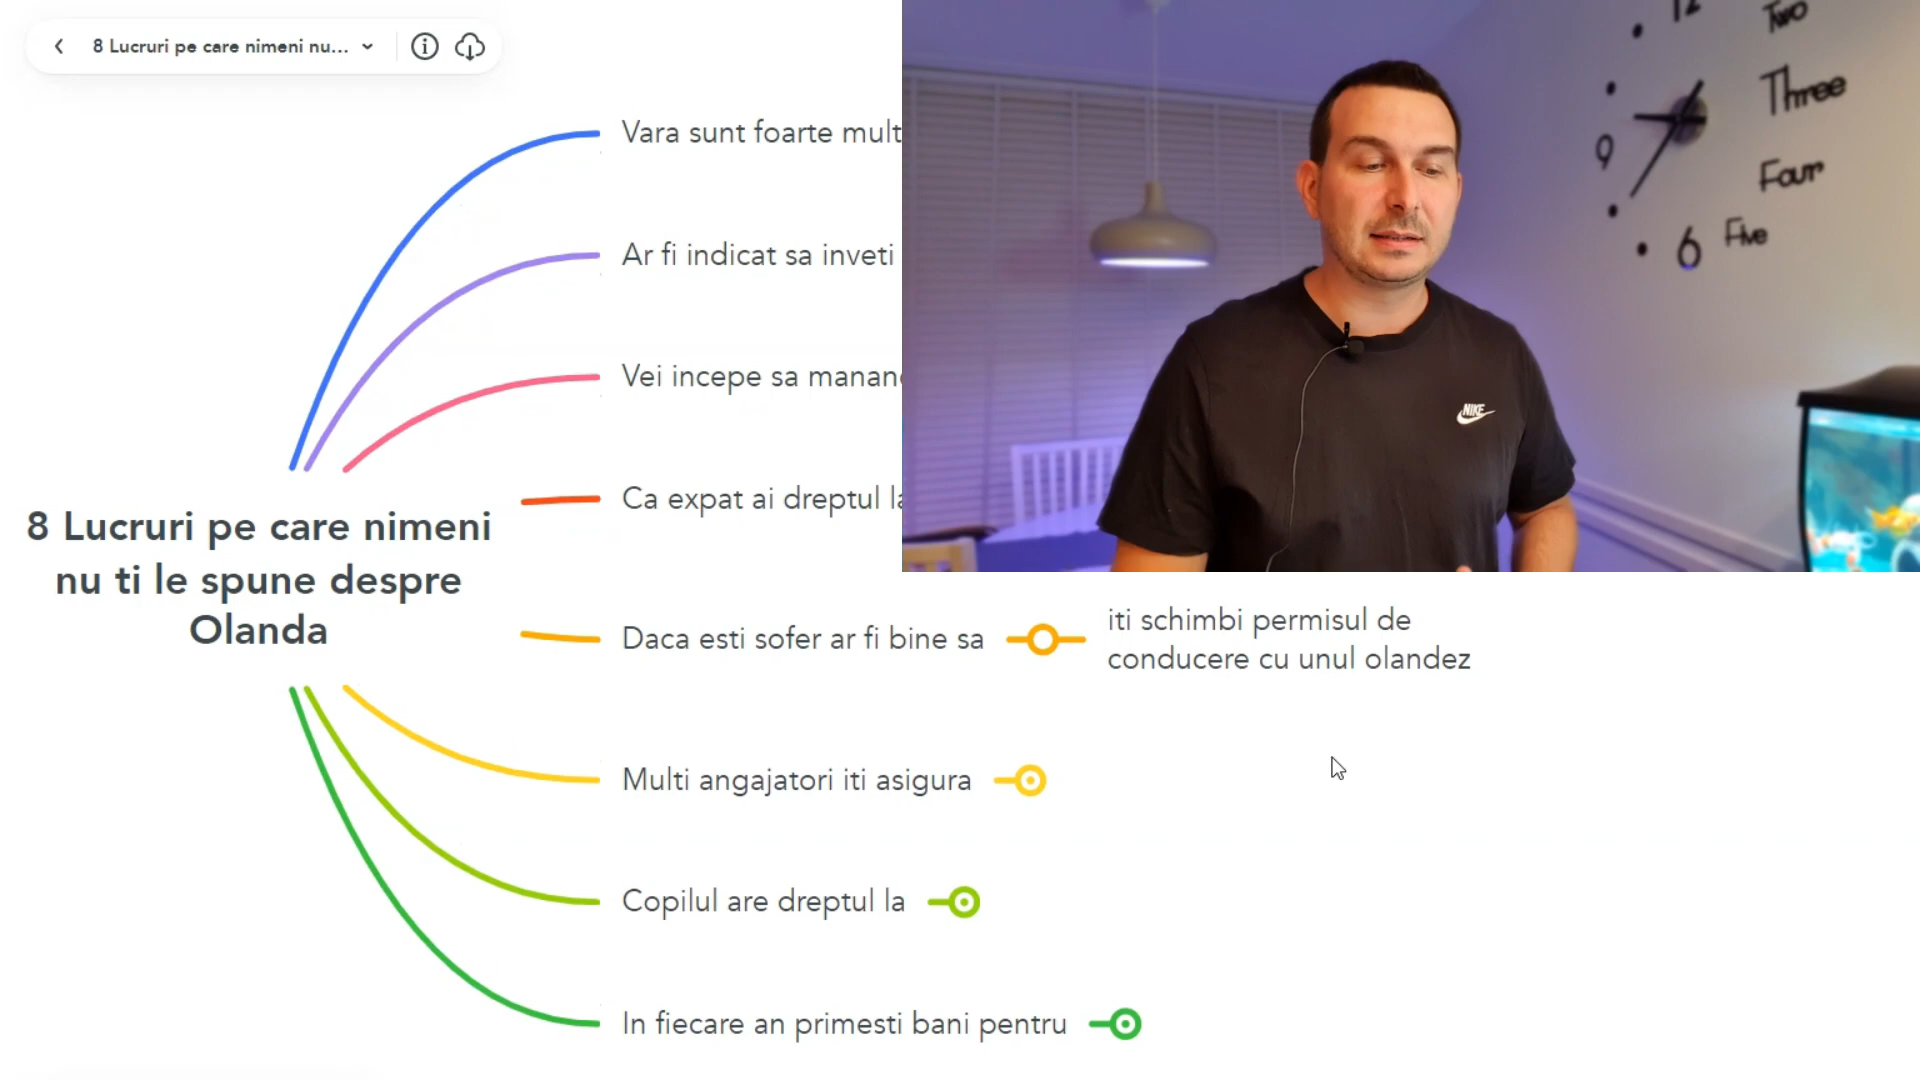 8 Lucruri pe care nimeni nu...
Vara sunt foarte mult
Ar fi indicat sa inveti
Vei incepe sa manan
Ca expat ai dreptul la
8 Lucruri pe care nimeni
nu ti le spune despre
Olanda
Daca esti sofer ar fi bine sa
iti schimbi permisul de
conducere cu unul olandez
Multi angajatori iti asigura
Copilul are dreptul la
In fiecare an primesti bani pentru
12
Two
Three
9
Four
Five
6
NIKE